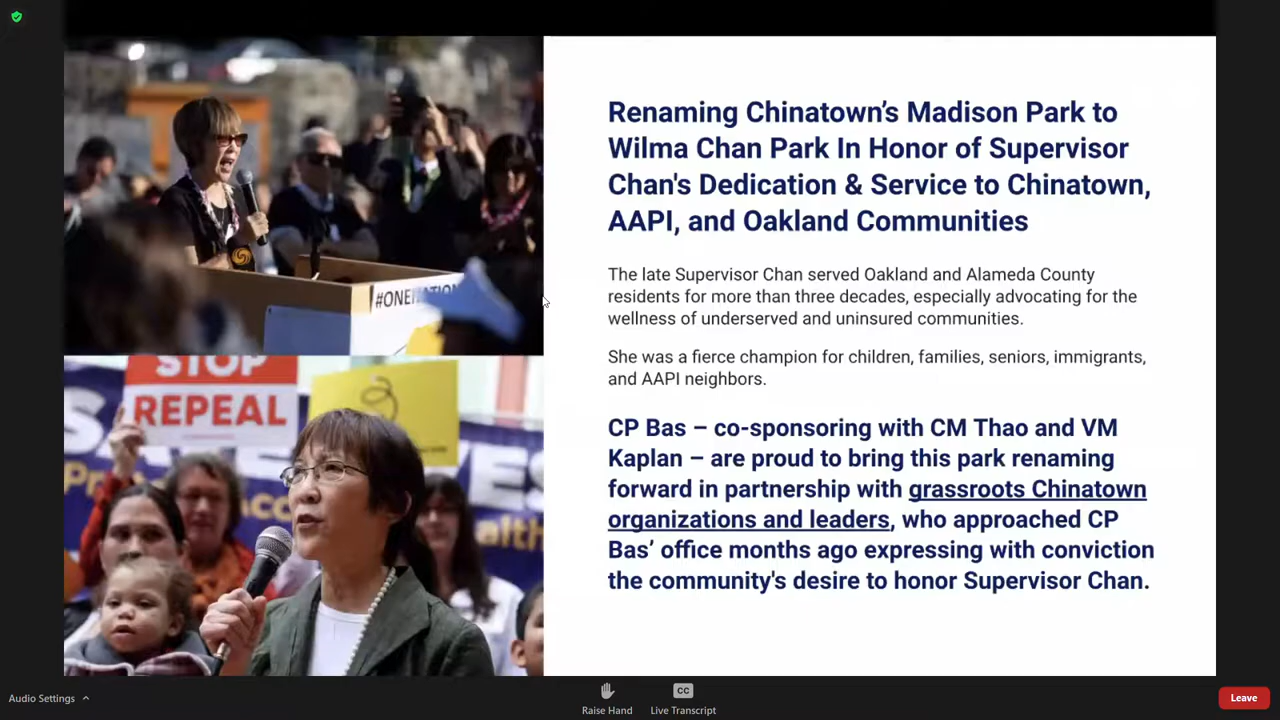 Renaming Chinatown's Madison Park to
Wilma Chan Park In Honor of Supervisor
Chan's Dedication & Service to Chinatown,
AAPI, and Oakland Communities
The late Supervisor Chan served Oakland and Alameda County
residents for more than three decades, especially advocating for the
wellness of underserved and uninsured communities.
She was a fierce champion for children, families, seniors, immigrants,
and AAPI neighbors.
CP Bas – co-sponsoring with CM Thao and VM
Kaplan – are proud to bring this park renaming
forward in partnership with grassroots Chinatown
organizations and leaders, who approached CP
Bas' office months ago expressing with conviction
the community's desire to honor Supervisor Chan.
#ONENATION
STOP
REPEAL
Audio Settings
Raise Hand
CC
Live Transcript
Leave